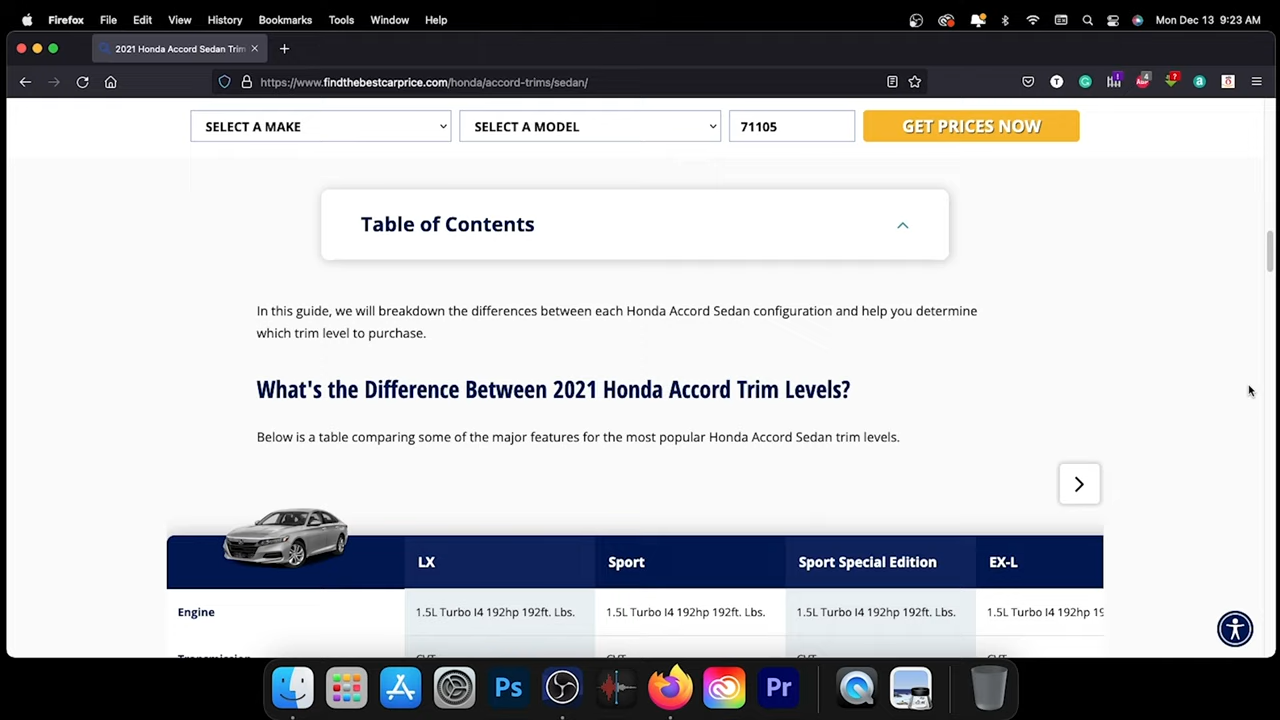 Firefox File Edit View History Bookmarks Tools Window Help Mon Dec 13 9:23 AM
2021 Honda Accord Sedan Trim
https://www.findthebestcarprice.com/honda/accord-trims/sedan/
SELECT A MAKE SELECT A MODEL 71105 GET PRICES NOW
Table of Contents
In this guide, we will breakdown the differences between each Honda Accord Sedan configuration and help you determine
which trim level to purchase.
What's the Difference Between 2021 Honda Accord Trim Levels?
Below is a table comparing some of the major features for the most popular Honda Accord Sedan trim levels.
LX Sport Sport Special Edition EX-L
Engine 1.5L Turbo I4 192hp 192ft. Lbs. 1.5L Turbo I4 192hp 192ft. Lbs. 1.5L Turbo I4 192hp 192ft. Lbs. 1.5L Turbo I4 192hp 19
Ps Pr